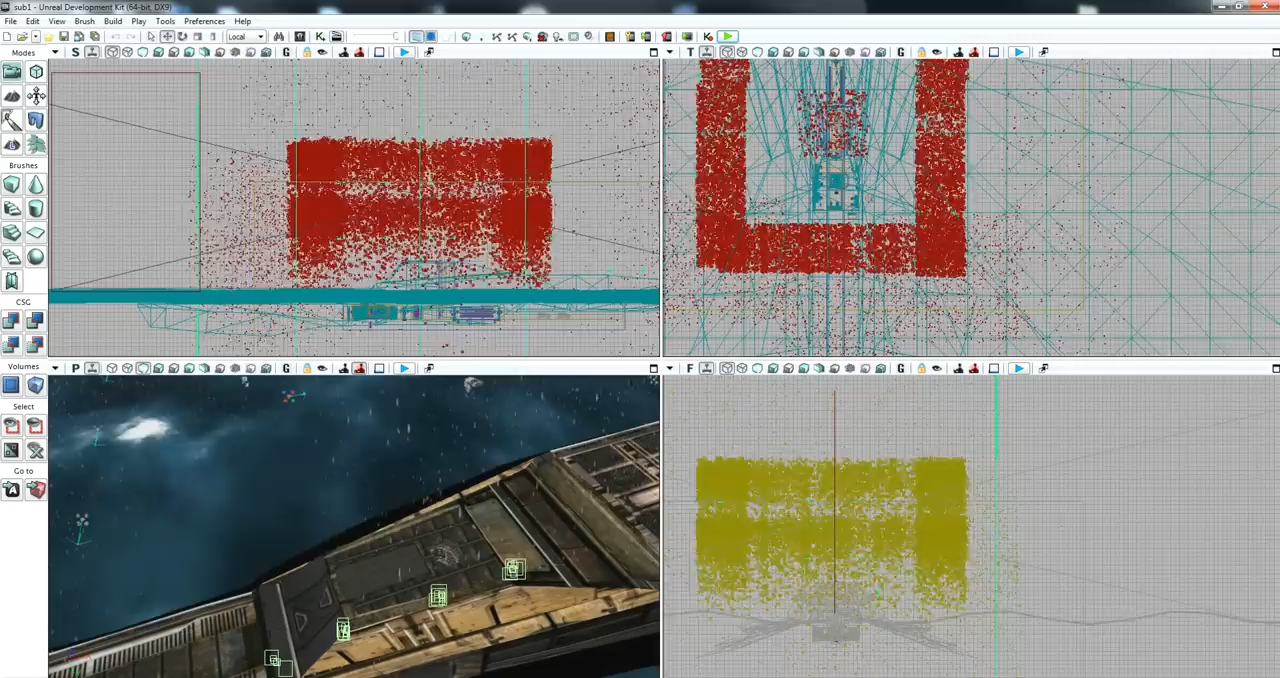 sub1 - Unreal Development Kit (64-bit, DX9)
File Edit View Brush Build Play Tools Preferences Help
Local
Modes
S G
T G
Brushes
CSG
P G
F G
Volumes
Select
Go to